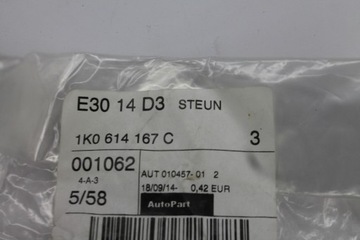 E30 14 D3 STEUN
1K0 614 167 C 3
001062
4-A-3
AUT 010457- 01 2
18/09/14- 0,42 EUR
5/58
AutoPart